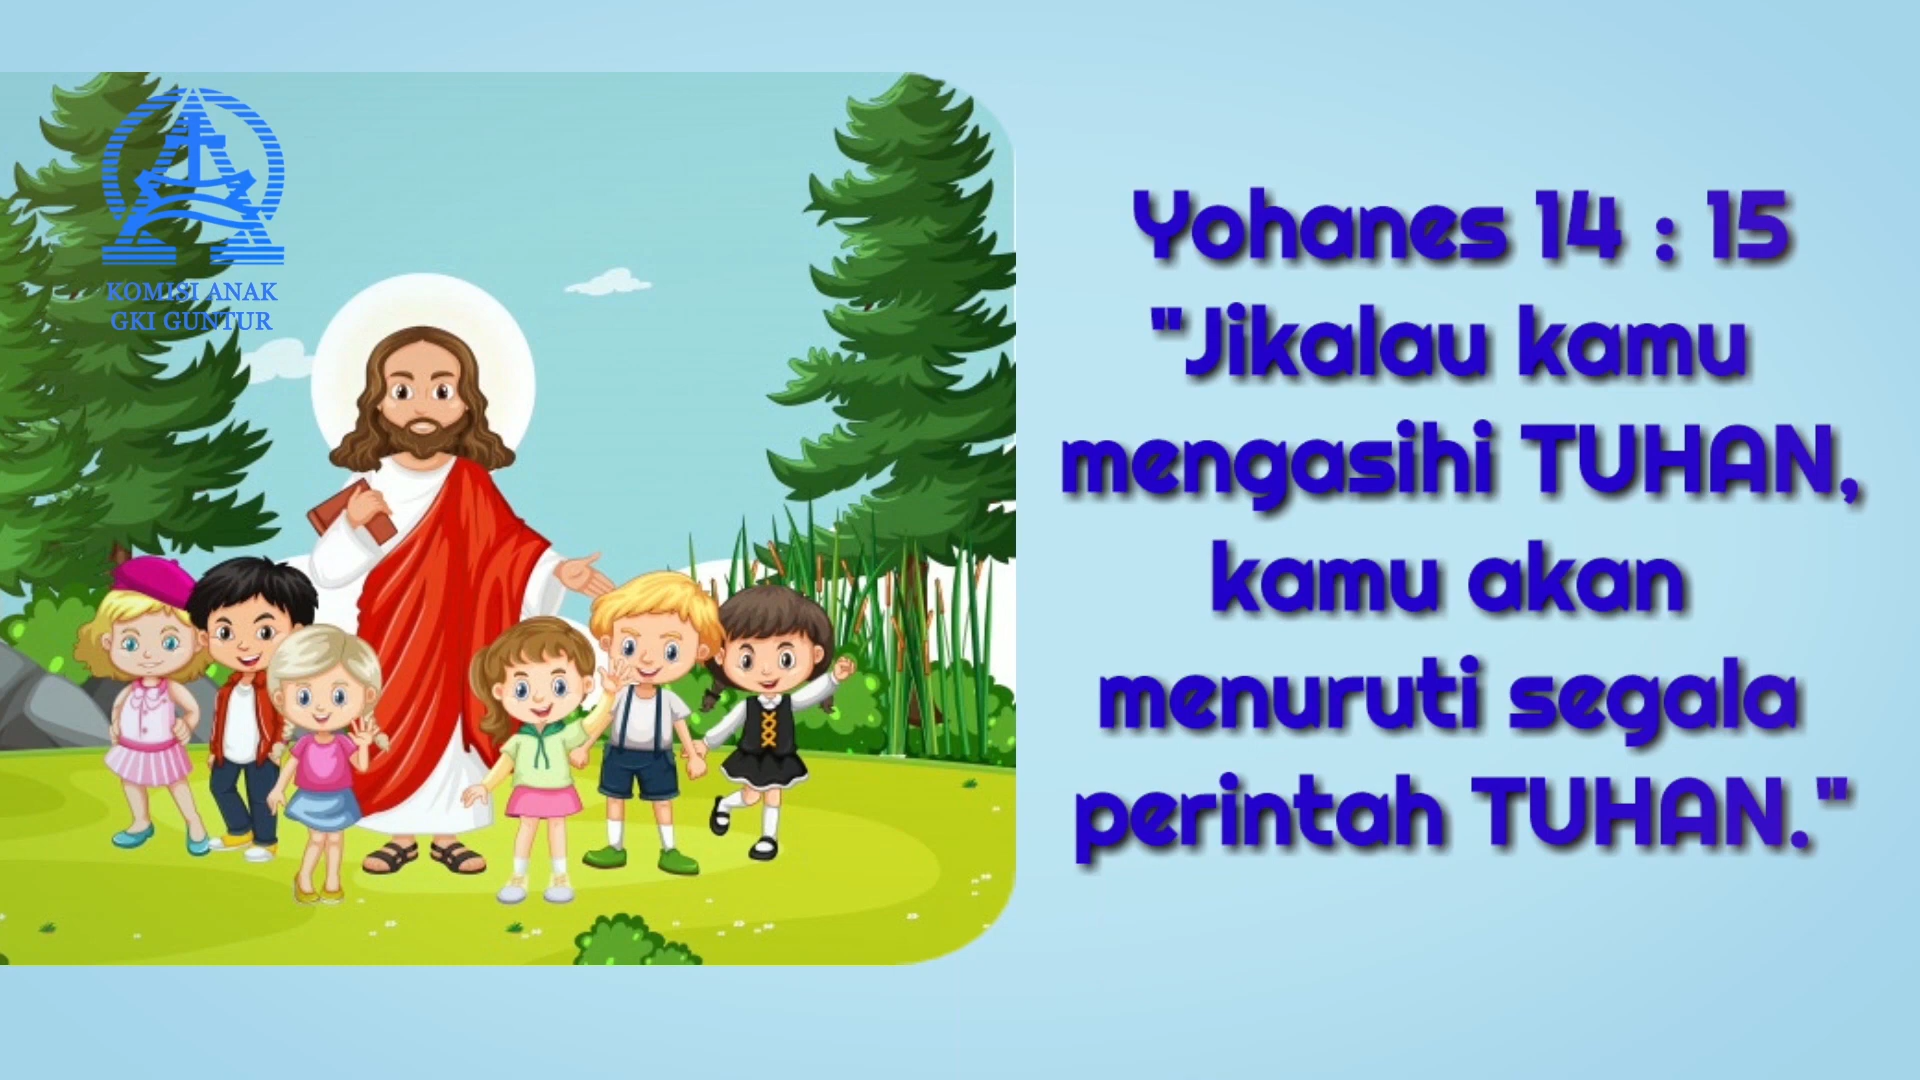 KOMISI ANAK
GKI GUNTUR
Yohanes 14 : 15
"Jikalau kamu
mengasihi TUHAN,
kamu akan
menuruti segala
perintah TUHAN."